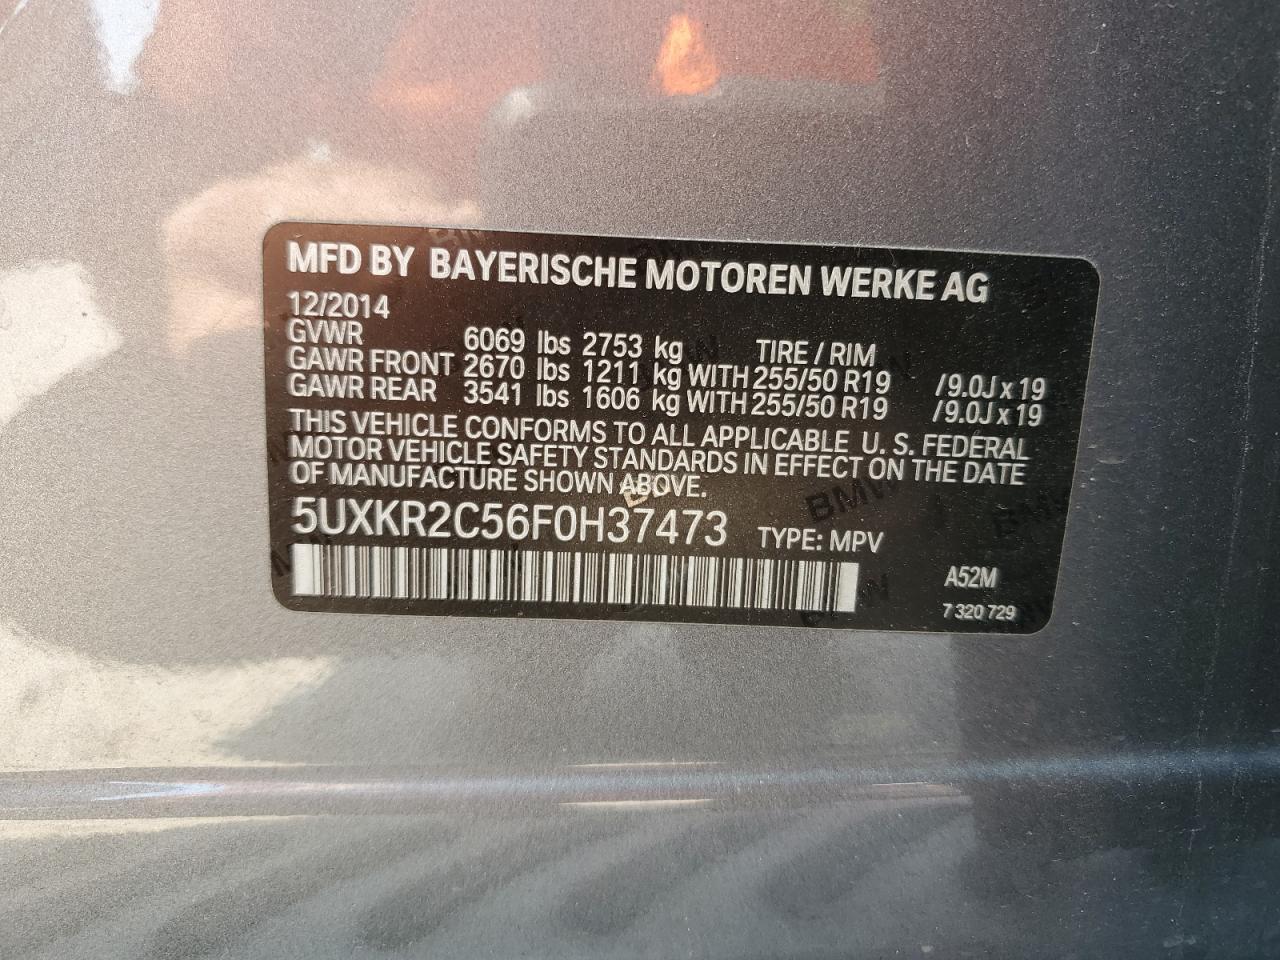 MFD BY BAYERISCHE MOTOREN WERKE AG
12/2014
GVWR 6069 lbs 2753 kg TIRE / RIM
GAWR FRONT 2670 lbs 1211 kg WITH 255/50 R19 /9.0J x 19
GAWR REAR 3541 lbs 1606 kg WITH 255/50 R19 /9.0J x 19
THIS VEHICLE CONFORMS TO ALL APPLICABLE U. S. FEDERAL
MOTOR VEHICLE SAFETY STANDARDS IN EFFECT ON THE DATE
OF MANUFACTURE SHOWN ABOVE.
5UXKR2C56F0H37473 TYPE: MPV
A52M
7 320 729